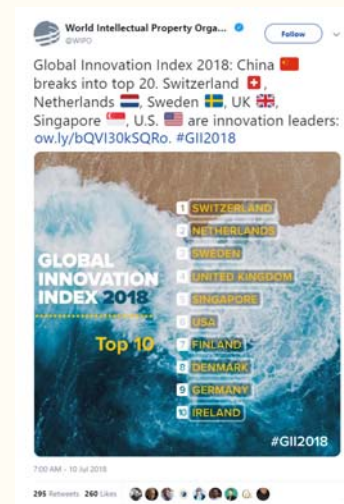 World Intellectual Property Orga...
@WIPO
Follow
Global Innovation Index 2018: China 🇨🇳
breaks into top 20. Switzerland 🇨🇭,
Netherlands 🇳🇱, Sweden 🇸🇪, UK 🇬🇧,
Singapore 🇸🇬, U.S. 🇺🇸 are innovation leaders:
ow.ly/bQVI30kSQRo. #GII2018
GLOBAL
INNOVATION
INDEX 2018
Top 10
1 SWITZERLAND
2 NETHERLANDS
3 SWEDEN
4 UNITED KINGDOM
5 SINGAPORE
6 USA
7 FINLAND
8 DENMARK
9 GERMANY
10 IRELAND
#GII2018
7:00 AM - 10 Jul 2018
295 Retweets 260 Likes